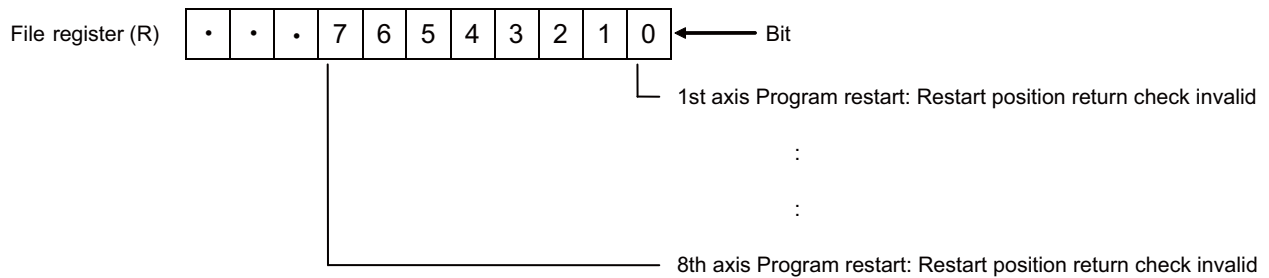 File register (R) • • • 7 6 5 4 3 2 1 0 Bit
1st axis Program restart: Restart position return check invalid
:
:
8th axis Program restart: Restart position return check invalid